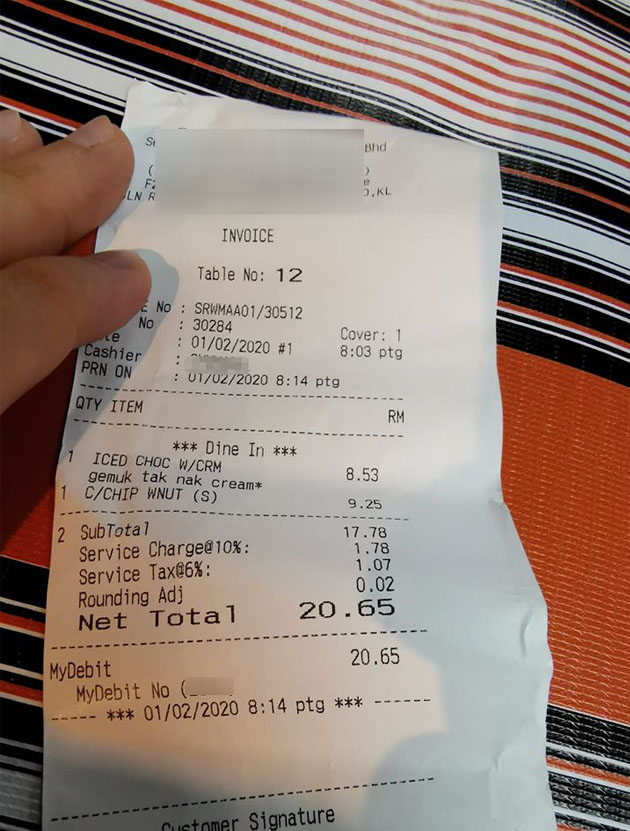 Bhd
LN R , KL
INVOICE
Table No: 12
E No : SRWMAA01/30512
No : 30284 Cover: 1
te : 01/02/2020 #1 8:03 ptg
Cashier :
PRN ON : 01/02/2020 8:14 ptg
QTY ITEM RM
*** Dine In ***
1 ICED CHOC W/CRM 8.53
gemuk tak nak cream*
1 C/CHIP WNUT (S) 9.25
2 SubTotal 17.78
Service Charge@10%: 1.78
Service Tax@6%: 1.07
Rounding Adj 0.02
Net Total 20.65
MyDebit 20.65
MyDebit No (
----- *** 01/02/2020 8:14 ptg *** ------
Customer Signature